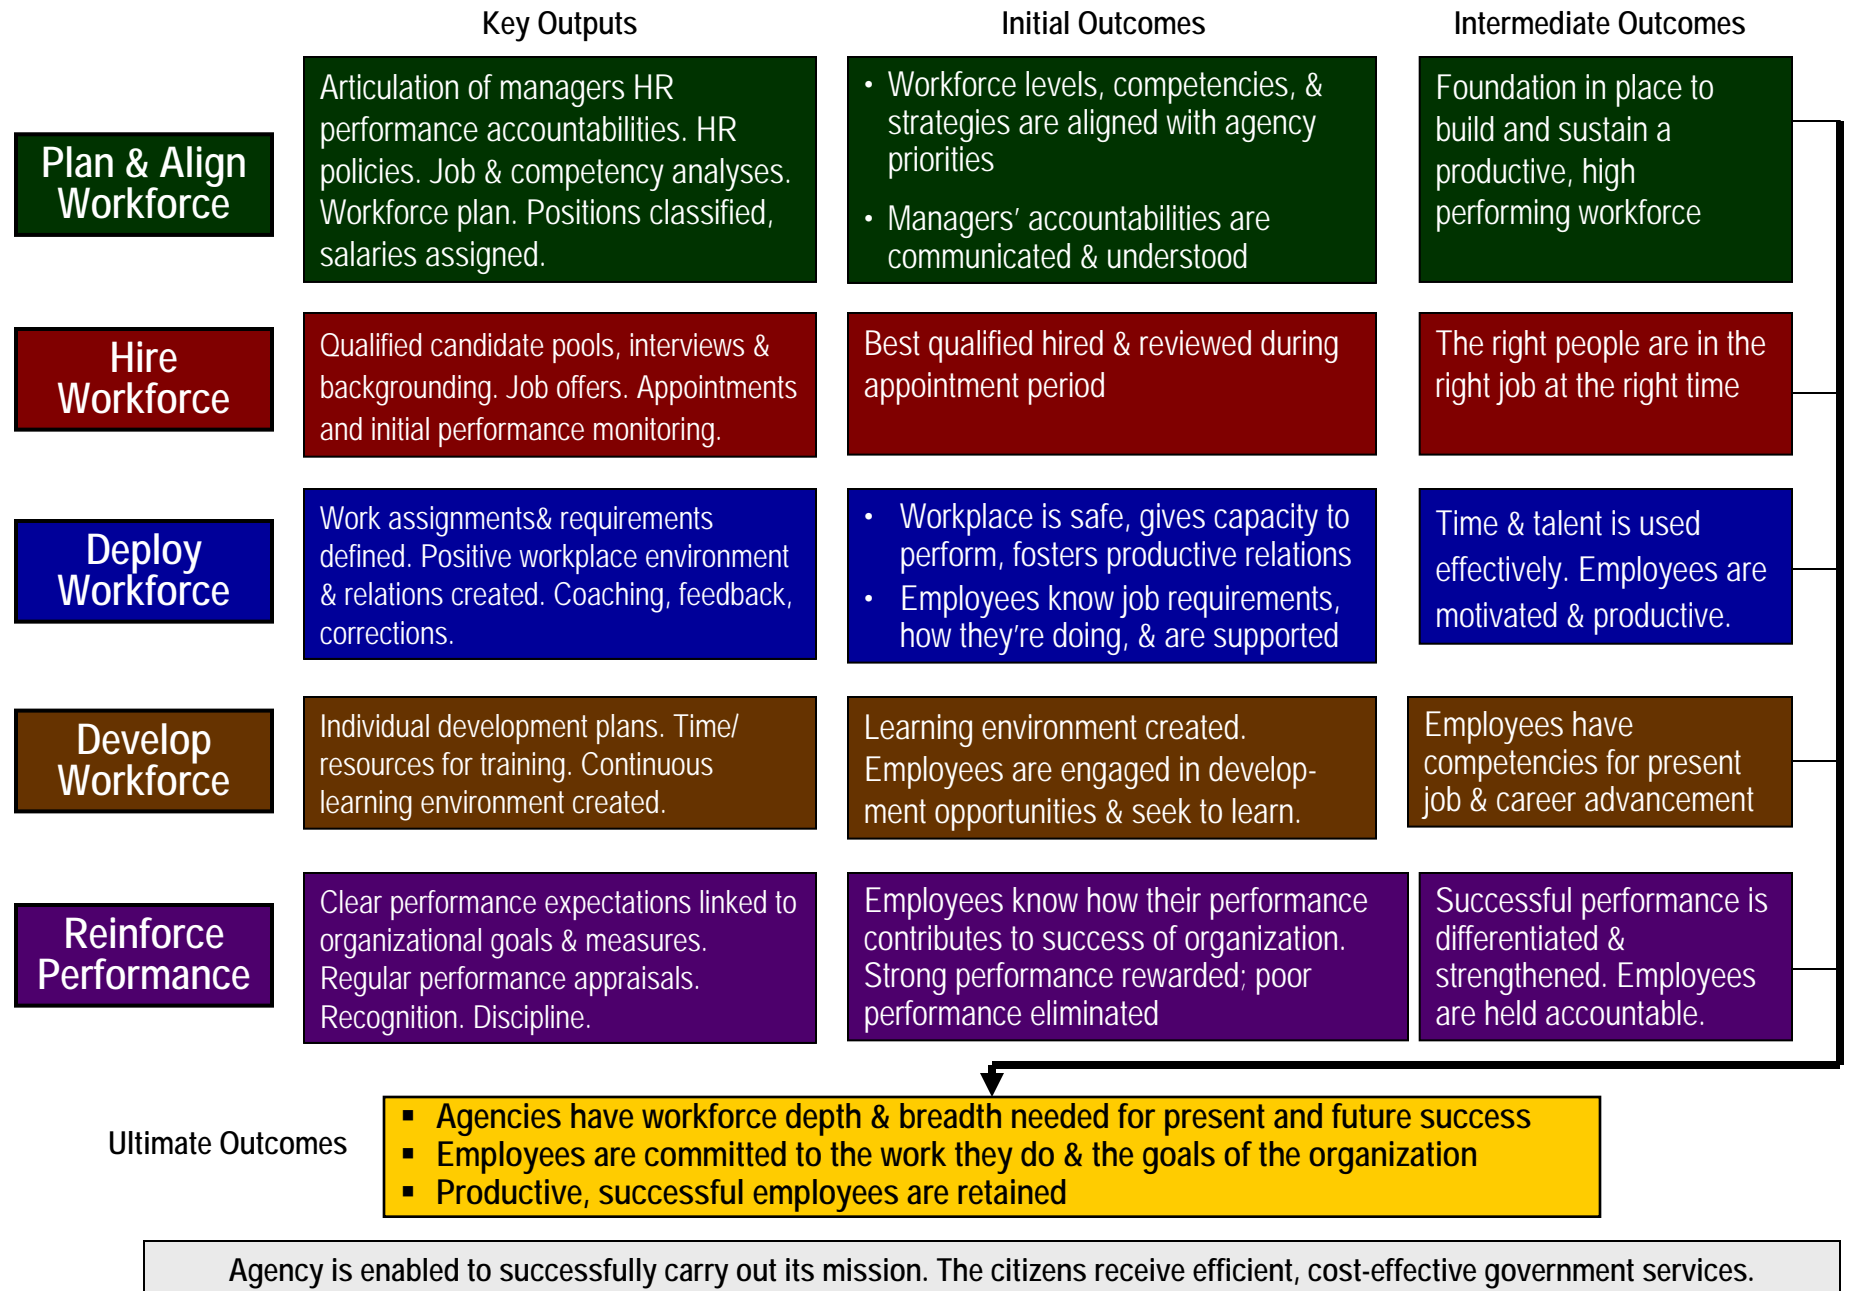 Key Outputs
Initial Outcomes
Intermediate Outcomes
Plan & Align
Workforce
Articulation of managers HR
performance accountabilities. HR
policies. Job & competency analyses.
Workforce plan. Positions classified,
salaries assigned.
• Workforce levels, competencies, &
strategies are aligned with agency
priorities
• Managers’ accountabilities are
communicated & understood
Foundation in place to
build and sustain a
productive, high
performing workforce
Hire
Workforce
Qualified candidate pools, interviews &
backgrounding. Job offers. Appointments
and initial performance monitoring.
Best qualified hired & reviewed during
appointment period
The right people are in the
right job at the right time
Deploy
Workforce
Work assignments& requirements
defined. Positive workplace environment
& relations created. Coaching, feedback,
corrections.
• Workplace is safe, gives capacity to
perform, fosters productive relations
• Employees know job requirements,
how they’re doing, & are supported
Time & talent is used
effectively. Employees are
motivated & productive.
Develop
Workforce
Individual development plans. Time/
resources for training. Continuous
learning environment created.
Learning environment created.
Employees are engaged in develop-
ment opportunities & seek to learn.
Employees have
competencies for present
job & career advancement
Reinforce
Performance
Clear performance expectations linked to
organizational goals & measures.
Regular performance appraisals.
Recognition. Discipline.
Employees know how their performance
contributes to success of organization.
Strong performance rewarded; poor
performance eliminated
Successful performance is
differentiated &
strengthened. Employees
are held accountable.
Ultimate Outcomes
▪ Agencies have workforce depth & breadth needed for present and future success
▪ Employees are committed to the work they do & the goals of the organization
▪ Productive, successful employees are retained
Agency is enabled to successfully carry out its mission. The citizens receive efficient, cost-effective government services.